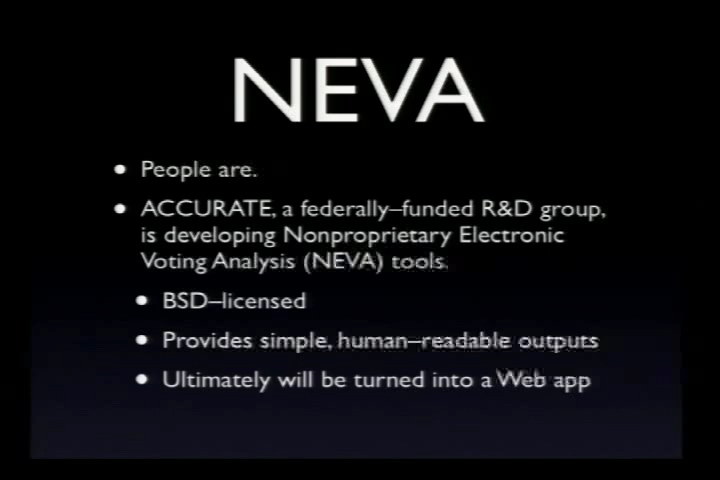 NEVA
• People are.
• ACCURATE, a federally–funded R&D group,
is developing Nonproprietary Electronic
Voting Analysis (NEVA) tools.
• BSD–licensed
• Provides simple, human–readable outputs
• Ultimately will be turned into a Web app